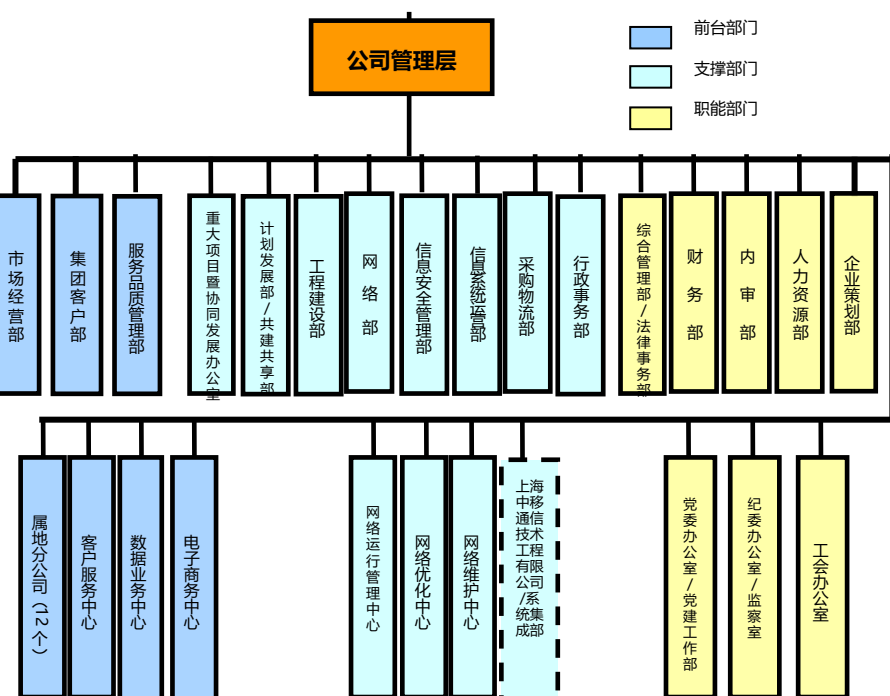 公司管理层
前台部门
支撑部门
职能部门
市场经营部
集团客户部
服务品质管理部
重大项目暨协同发展办公室
计划发展部/共建共享部
工程建设部
网络部
信息安全管理部
信息系统运营部
采购物流部
行政事务部
综合管理部/法律事务部
财务部
内审部
人力资源部
企业策划部
属地分公司（12个）
客户服务中心
数据业务中心
电子商务中心
网络运行管理中心
网络优化中心
网络维护中心
上海中移通信技术工程有限公司/系统集成部
党委办公室/党建工作部
纪委办公室/监察室
工会办公室